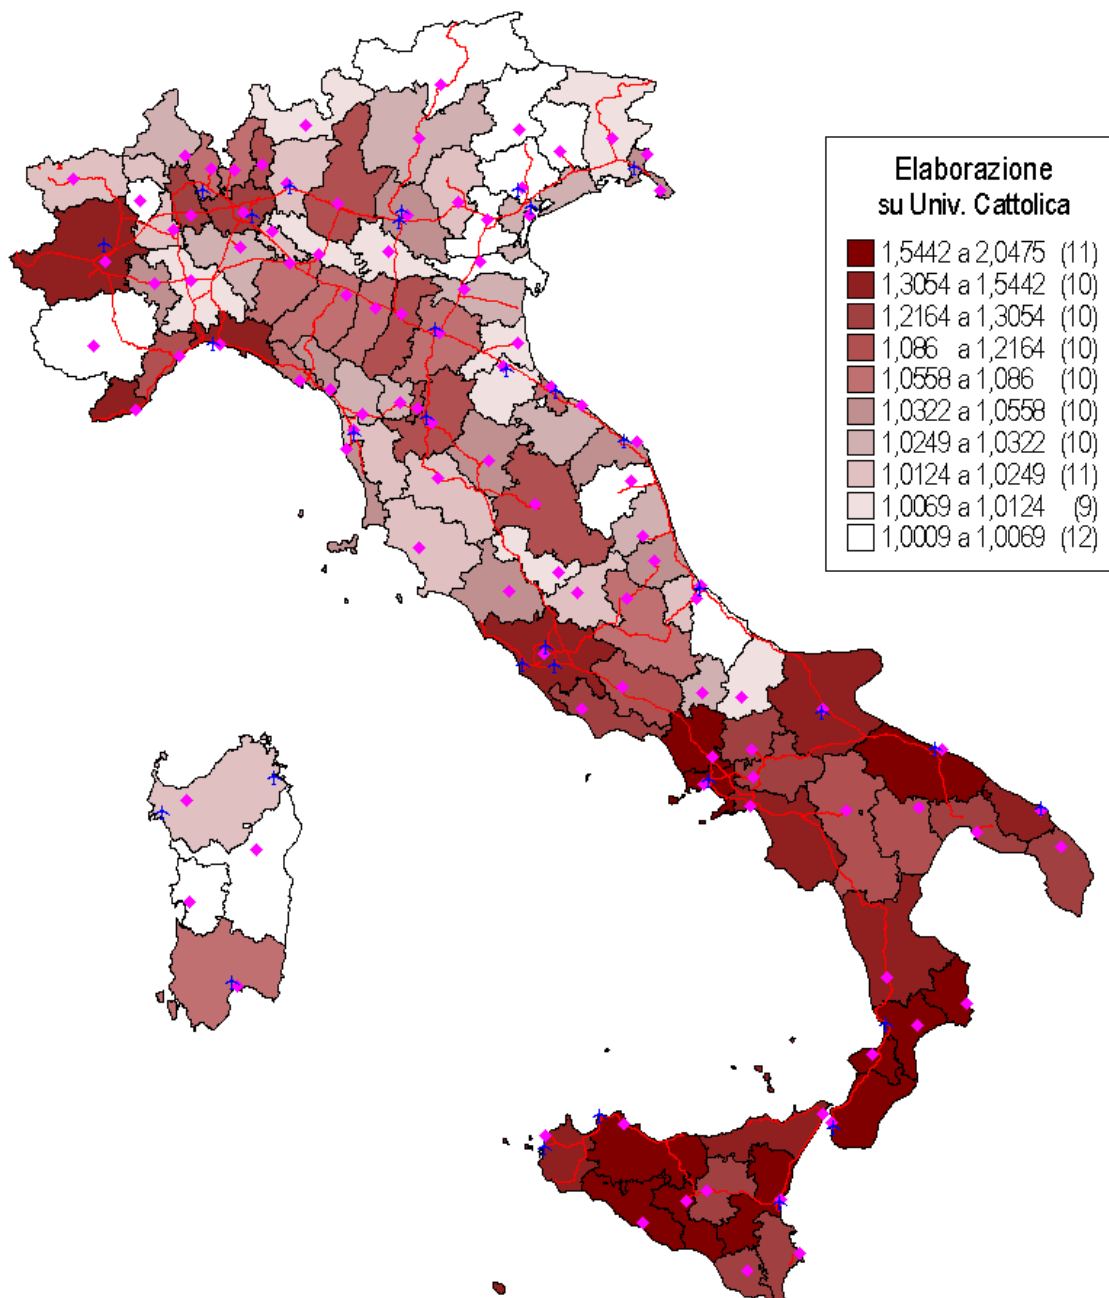 Elaborazione
su Univ. Cattolica
1,5442 a 2,0475 (11)
1,3054 a 1,5442 (10)
1,2164 a 1,3054 (10)
1,086 a 1,2164 (10)
1,0558 a 1,086 (10)
1,0322 a 1,0558 (10)
1,0249 a 1,0322 (10)
1,0124 a 1,0249 (11)
1,0069 a 1,0124 (9)
1,0009 a 1,0069 (12)